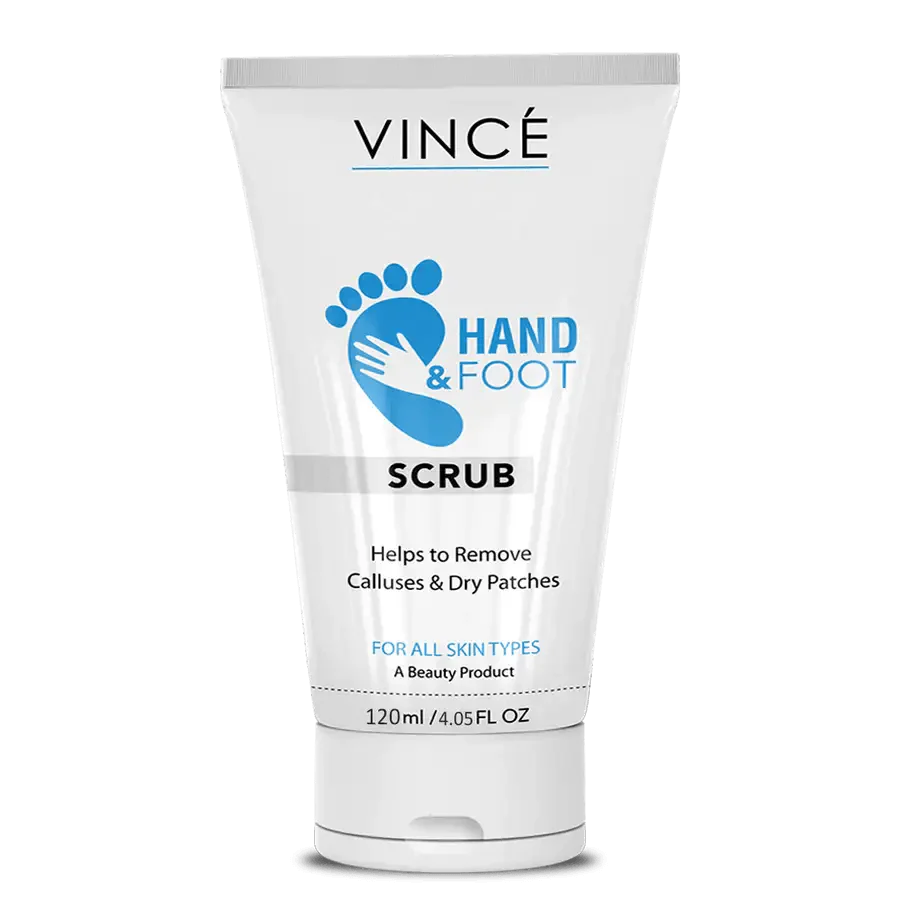 VINCÉ
HAND
& FOOT
SCRUB
Helps to Remove
Calluses & Dry Patches
FOR ALL SKIN TYPES
A Beauty Product
120ml / 4.05FL OZ